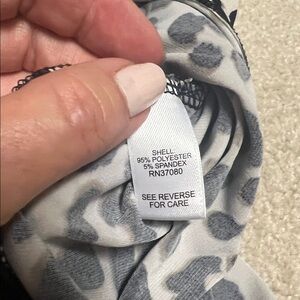 SHELL
95% POLYESTER
5% SPANDEX
RN37080
SEE REVERSE
FOR CARE